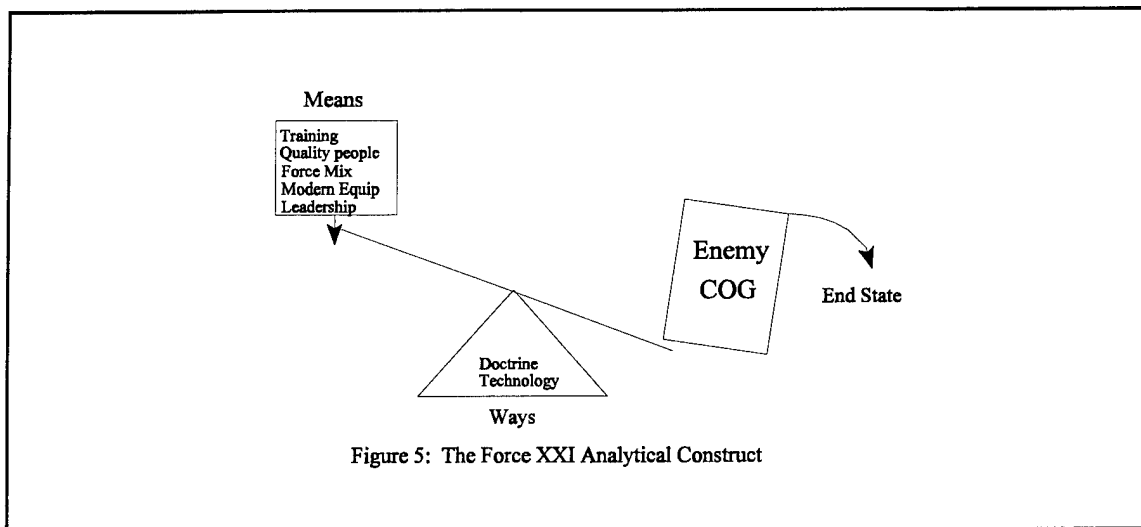 Means
Training
Quality people
Force Mix
Modern Equip
Leadership
Enemy
COG
End State
Doctrine
Technology
Ways
Figure 5: The Force XXI Analytical Construct